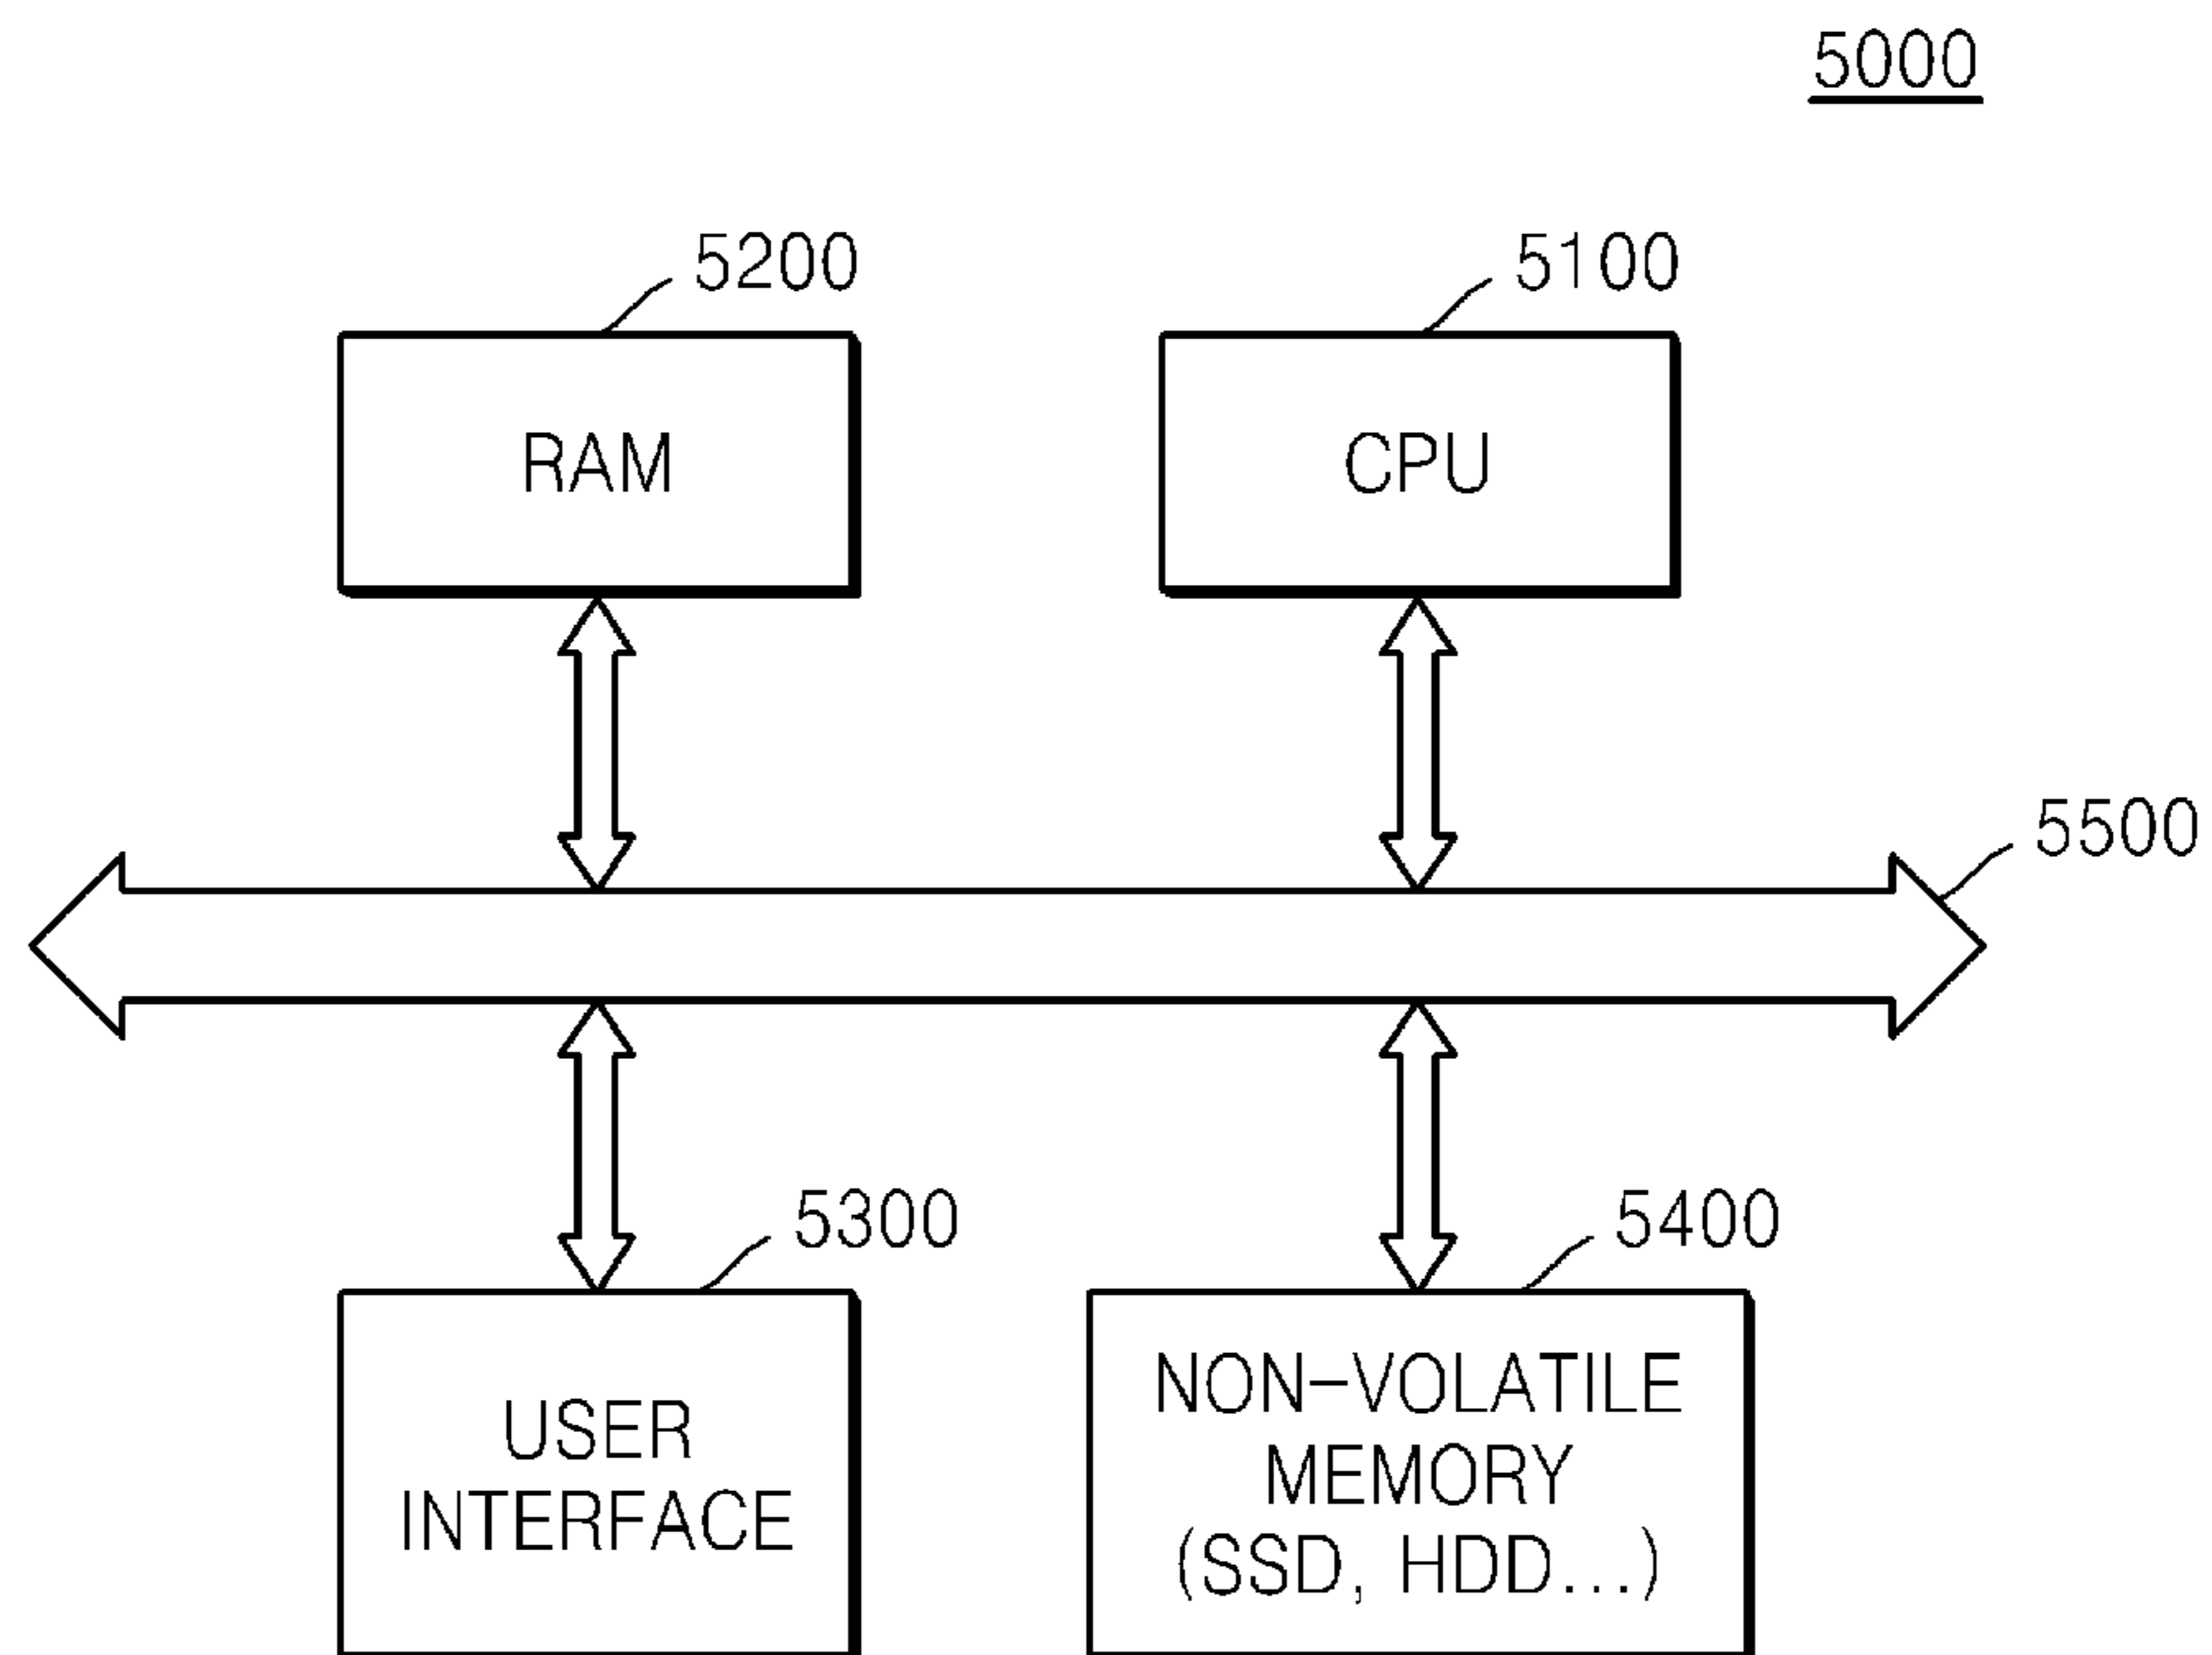 5000
5200
5100
RAM
CPU
5500
5300
5400
USER
INTERFACE
NON-VOLATILE
MEMORY
(SSD, HDD...)